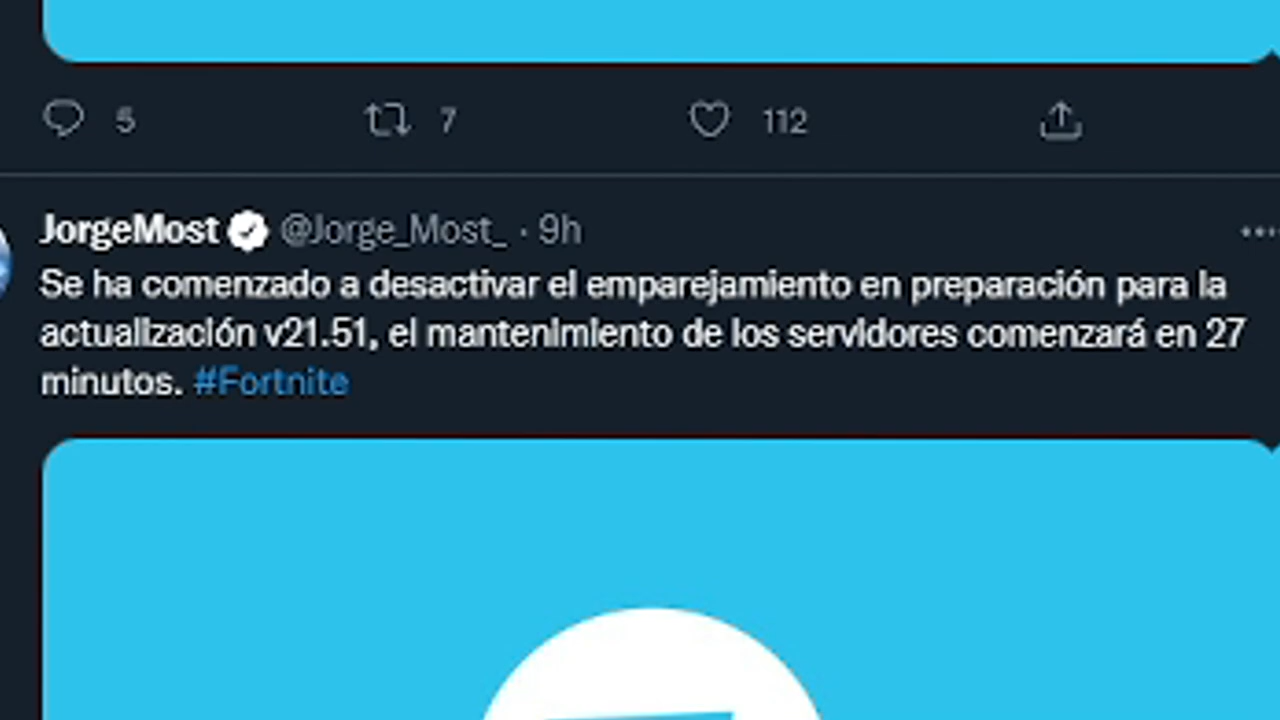 5 7 112
JorgeMost @Jorge_Most_ · 9h
Se ha comenzado a desactivar el emparejamiento en preparación para la
actualización v21.51, el mantenimiento de los servidores comenzará en 27
minutos. #Fortnite